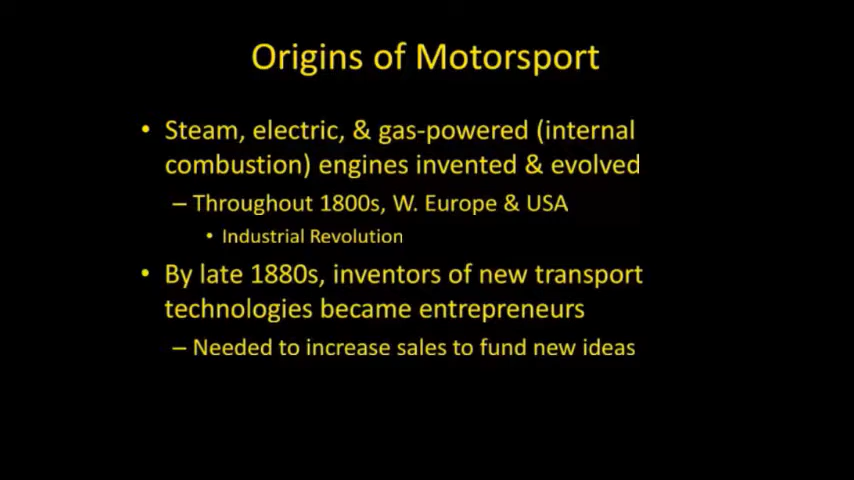 Origins of Motorsport
• Steam, electric, & gas-powered (internal
combustion) engines invented & evolved
– Throughout 1800s, W. Europe & USA
• Industrial Revolution
• By late 1880s, inventors of new transport
technologies became entrepreneurs
– Needed to increase sales to fund new ideas